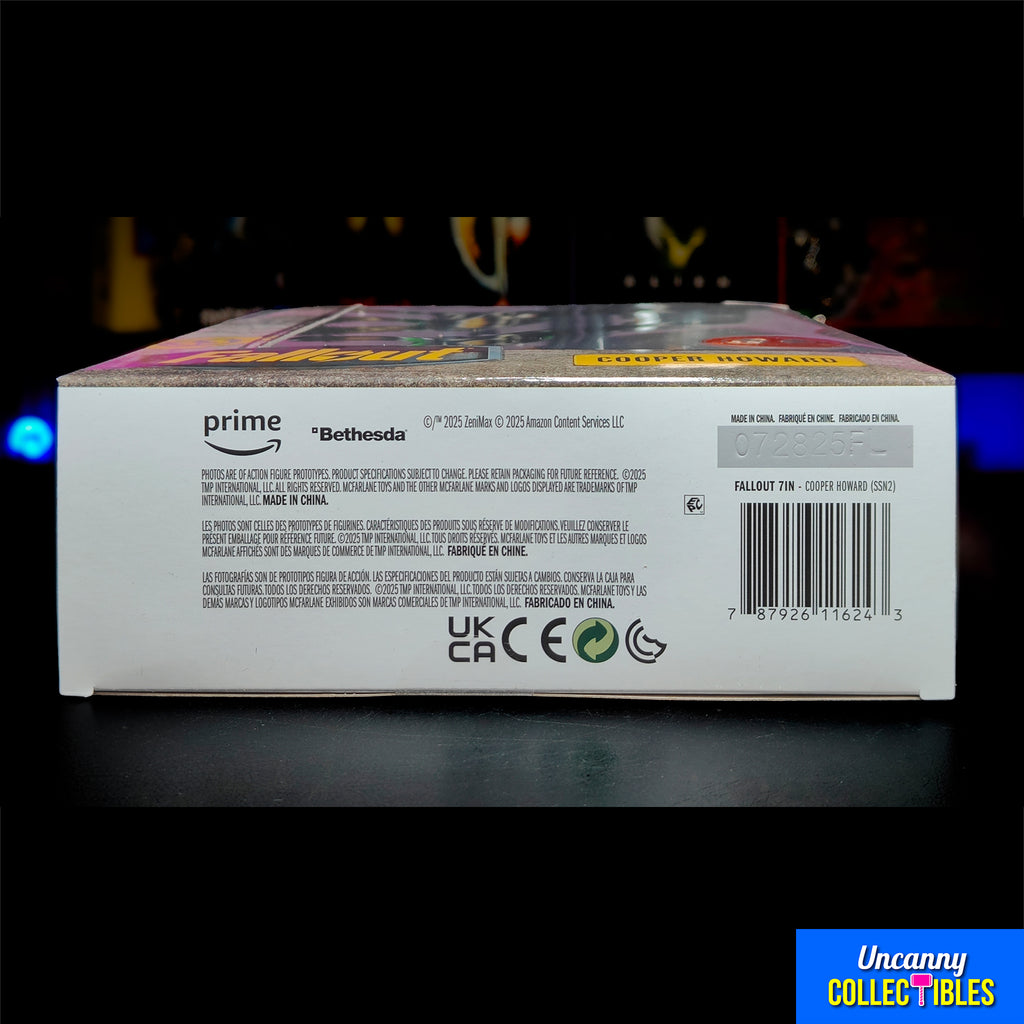 ALIEN
Fallout
COOPER HOWARD
prime
Bethesda
©/™ 2025 ZeniMax © 2025 Amazon Content Services LLC
PHOTOS ARE OF ACTION FIGURE PROTOTYPES. PRODUCT SPECIFICATIONS SUBJECT TO CHANGE. PLEASE RETAIN PACKAGING FOR FUTURE REFERENCE. ©2025
TMP INTERNATIONAL, LLC. ALL RIGHTS RESERVED. MCFARLANE TOYS AND THE OTHER MCFARLANE MARKS AND LOGOS DISPLAYED ARE TRADEMARKS OF TMP
INTERNATIONAL, LLC. MADE IN CHINA.
LES PHOTOS SONT CELLES DES PROTOTYPES DE FIGURINES. CARACTÉRISTIQUES DES PRODUITS SOUS RÉSERVE DE MODIFICATIONS. VEUILLEZ CONSERVER LE
PRÉSENT EMBALLAGE POUR RÉFÉRENCE FUTURE. ©2025 TMP INTERNATIONAL, LLC. TOUS DROITS RÉSERVÉS. MCFARLANE TOYS ET LES AUTRES MARQUES ET LOGOS
MCFARLANE AFFICHÉS SONT DES MARQUES DE COMMERCE DE TMP INTERNATIONAL, LLC. FABRIQUÉ EN CHINE.
LAS FOTOGRAFÍAS SON DE PROTOTIPOS FIGURA DE ACCIÓN. LAS ESPECIFICACIONES DEL PRODUCTO ESTÁN SUJETAS A CAMBIOS. CONSERVA LA CAJA PARA
CONSULTAS FUTURAS. TODOS LOS DERECHOS RESERVADOS. ©2025 TMP INTERNATIONAL, LLC. TODOS LOS DERECHOS RESERVADOS. MCFARLANE TOYS Y LAS
DEMÁS MARCAS Y LOGOTIPOS MCFARLANE EXHIBIDOS SON MARCAS COMERCIALES DE TMP INTERNATIONAL, LLC. FABRICADO EN CHINA.
UK
CA CE
MADE IN CHINA. FABRIQUÉ EN CHINE. FABRICADO EN CHINA.
072825FL
FALLOUT 7IN - COOPER HOWARD (SSN2)
7 87926 11624 3
Uncanny
COLLECTIBLES